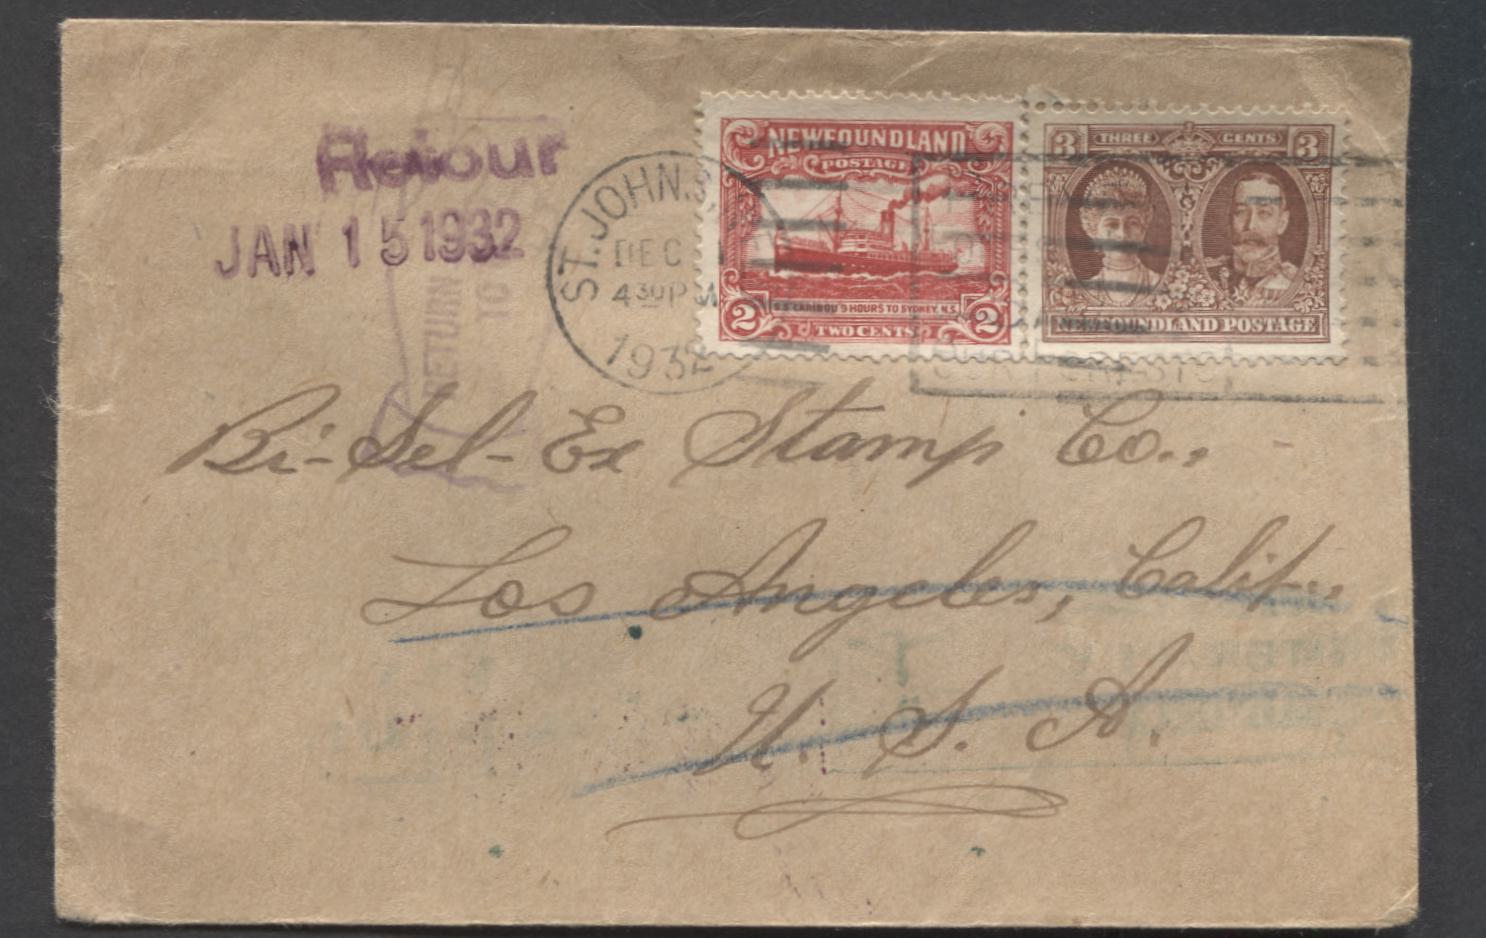 Retour
JAN 15 1932
RETURN
TO
ST. JOHN.S,
DEC
4 30 PM
1932
NEWFOUNDLAND
POSTAGE
S.S. CARIBOU 9 HOURS TO SYDNEY, N.S.
2 TWO CENTS 2
3 THREE CENTS 3
NEWFOUNDLAND POSTAGE
Bi-Sel-Ex Stamp Co.,
Los Angeles, Calif.,
U. S. A.